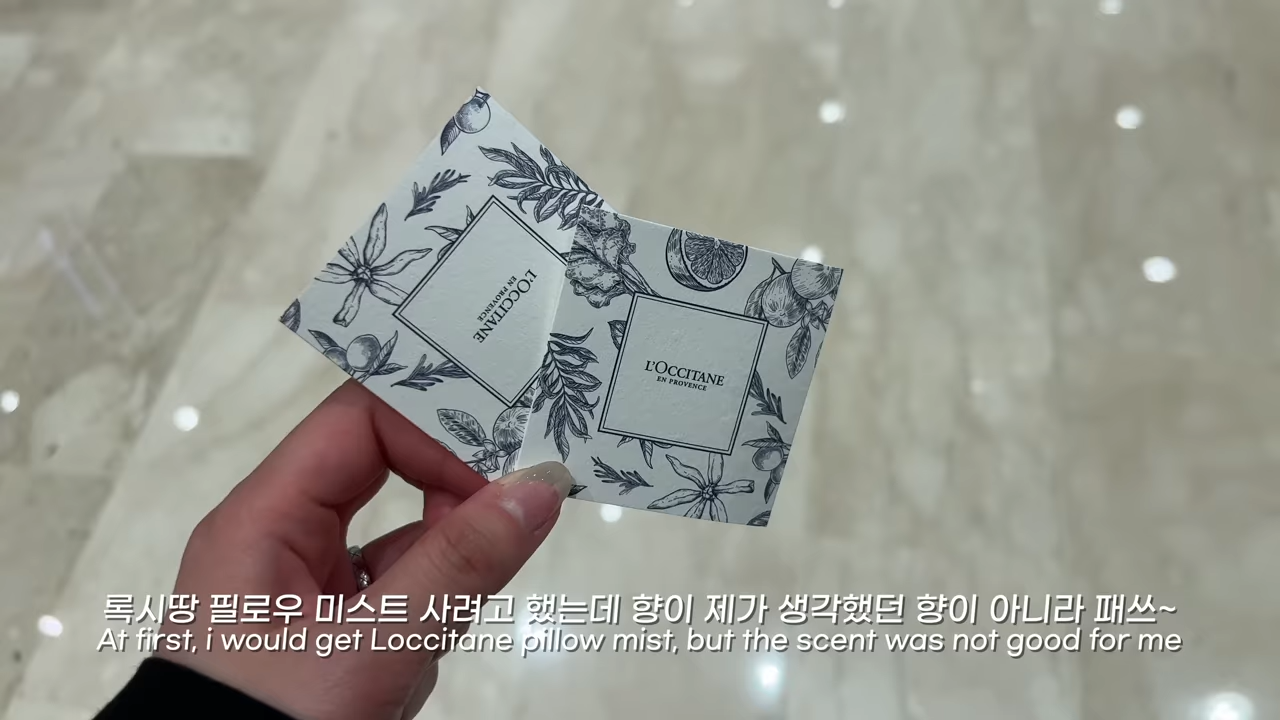 L'OCCITANE
EN PROVENCE
L'OCCITANE
EN PROVENCE
록시땅 필로우 미스트 사려고 했는데 향이 제가 생각했던 향이 아니라 패쓰~
At first, i would get Loccitane pillow mist, but the scent was not good for me